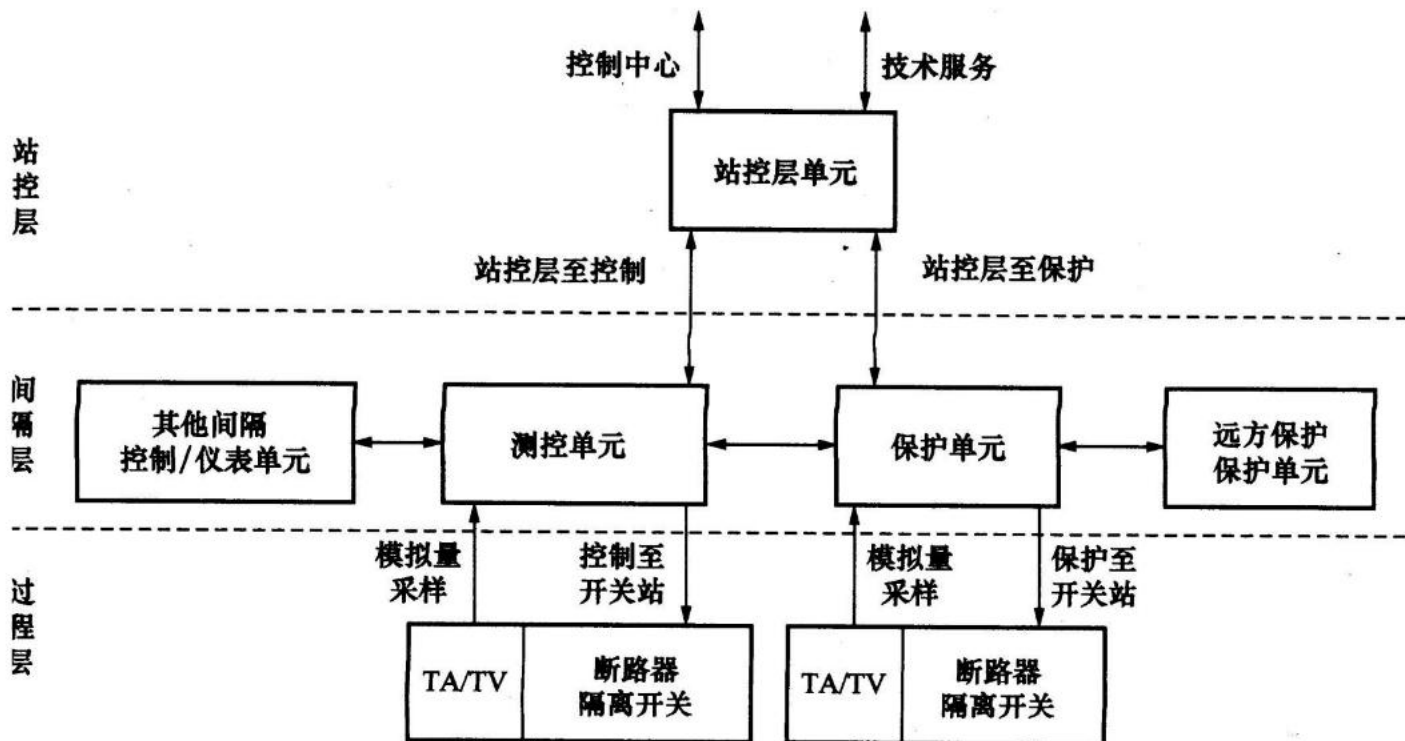 控制中心
技术服务
站控层
站控层单元
站控层至控制
站控层至保护
间隔层
其他间隔
控制/仪表单元
测控单元
保护单元
远方保护
保护单元
过程层
模拟量
采样
控制至
开关站
模拟量
采样
保护至
开关站
TA/TV
断路器
隔离开关
TA/TV
断路器
隔离开关